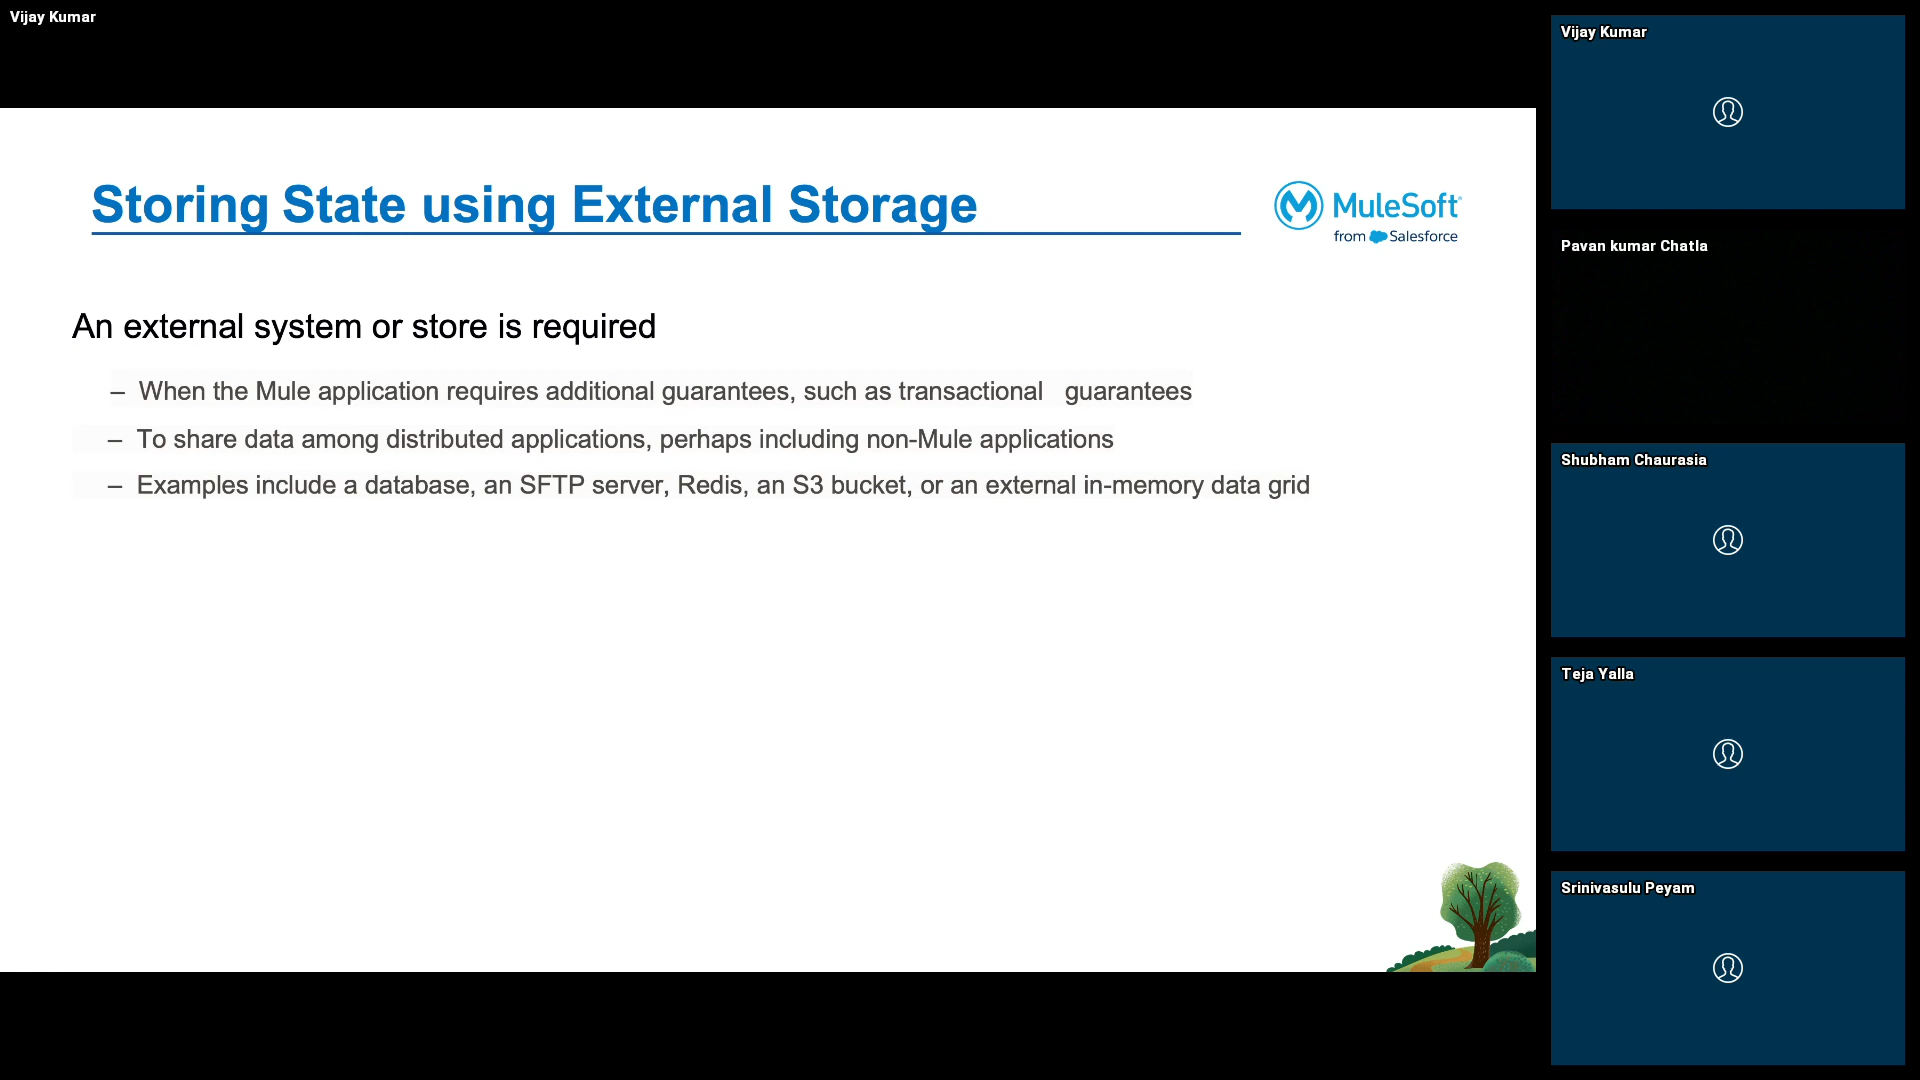 Vijay Kumar
Storing State using External Storage
MuleSoft
from Salesforce
An external system or store is required
– When the Mule application requires additional guarantees, such as transactional guarantees
– To share data among distributed applications, perhaps including non-Mule applications
– Examples include a database, an SFTP server, Redis, an S3 bucket, or an external in-memory data grid
Vijay Kumar
Pavan kumar Chatla
Shubham Chaurasia
Teja Yalla
Srinivasulu Peyam